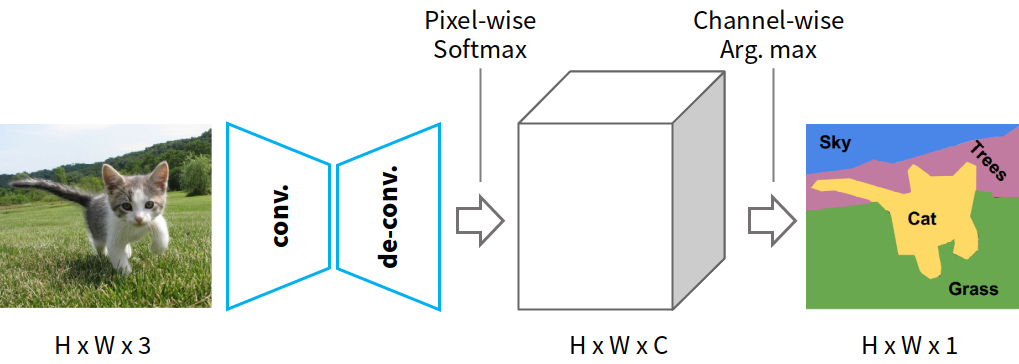 Pixel-wise
Softmax
Channel-wise
Arg. max
conv.
de-conv.
Sky
Trees
Cat
Grass
H x W x 3
H x W x C
H x W x 1